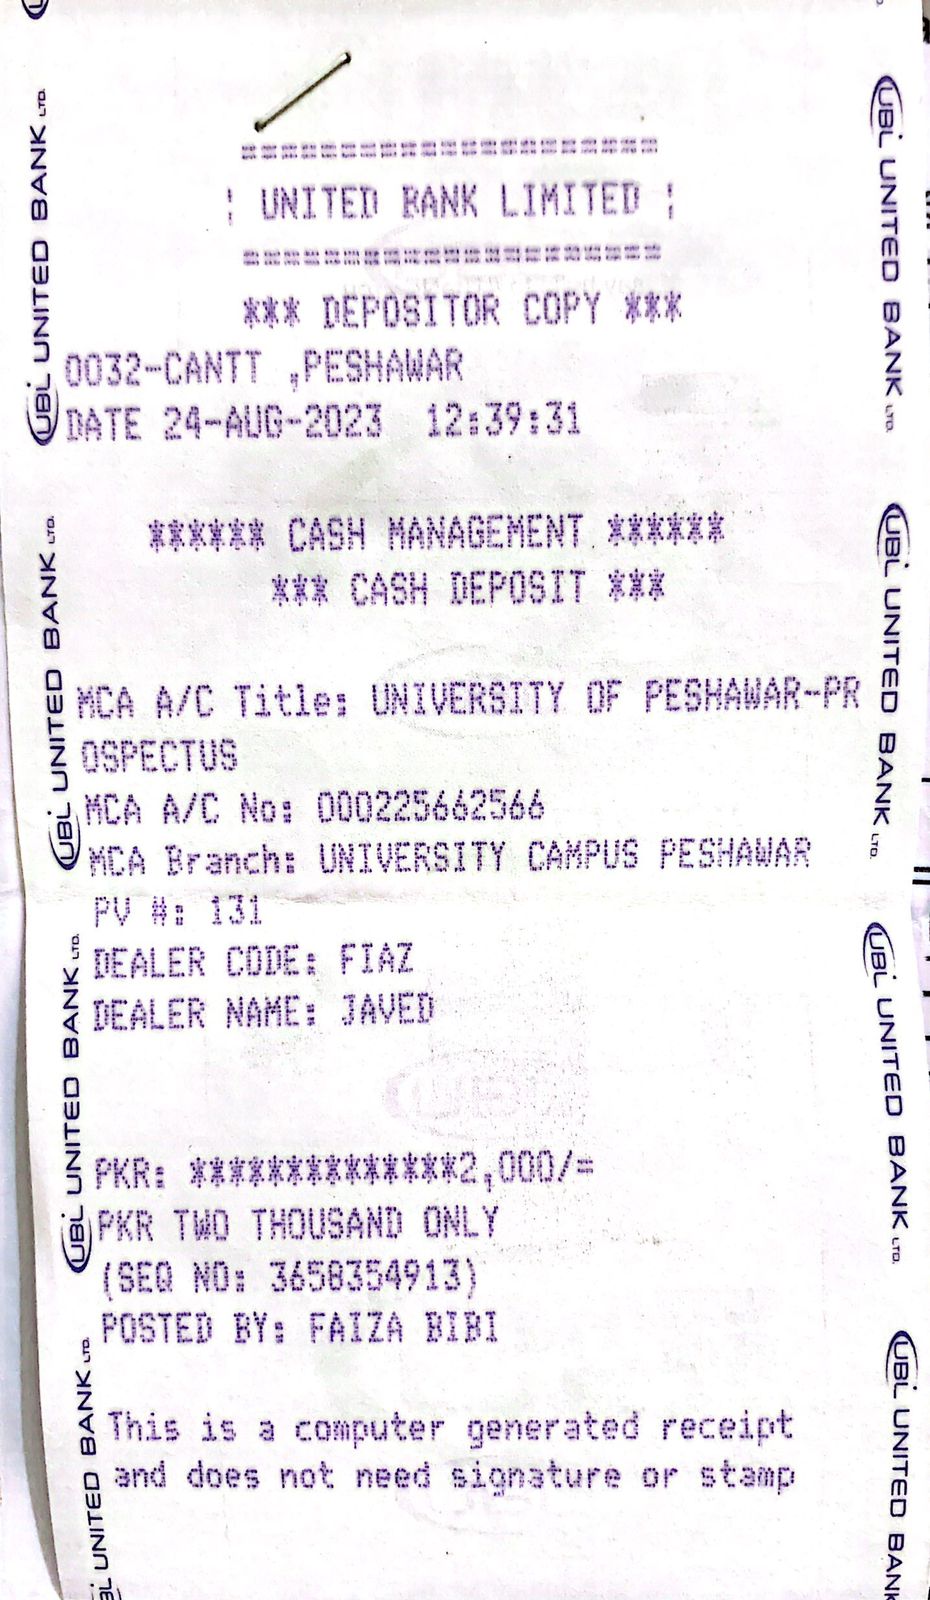 =====================
¦ UNITED BANK LIMITED ¦
=====================
*** DEPOSITOR COPY ***
0032-CANTT ,PESHAWAR
DATE 24-AUG-2023 12:39:31
****** CASH MANAGEMENT ******
*** CASH DEPOSIT ***
MCA A/C Title: UNIVERSITY OF PESHAWAR-PR
OSPECTUS
MCA A/C No: 000225662566
MCA Branch: UNIVERSITY CAMPUS PESHAWAR
PV #: 131
DEALER CODE: FIAZ
DEALER NAME: JAVED
PKR: **************2,000/=
PKR TWO THOUSAND ONLY
(SEQ NO: 3658354913)
POSTED BY: FAIZA BIBI
This is a computer generated receipt
and does not need signature or stamp
UBL UNITED BANK LTD.
UBL UNITED BANK LTD.
UBL UNITED BANK LTD.
UBL UNITED BANK LTD.
UBL UNITED BANK LTD.
UBL UNITED BANK LTD.
UBL UNITED BANK LTD.
UBL UNITED BANK